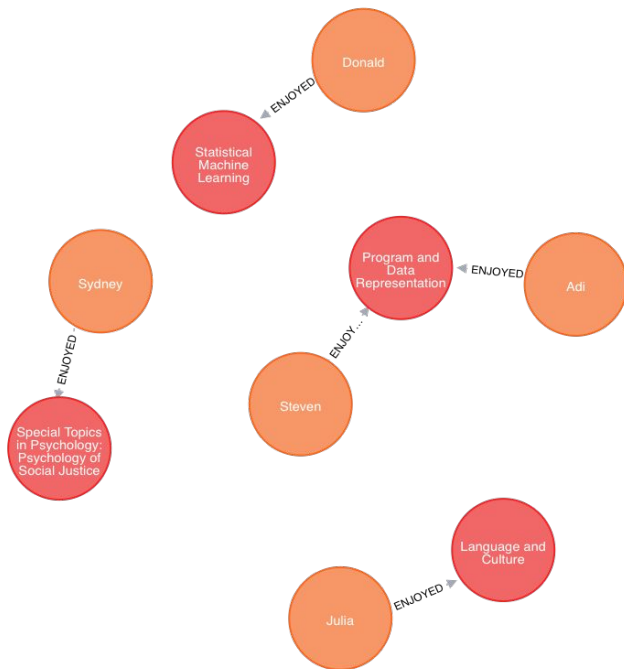 Donald
ENJOYED
Statistical
Machine
Learning
Sydney
ENJOYED
Special Topics
in Psychology:
Psychology of
Social Justice
Program and
Data
Representation
ENJOYED
Adi
ENJOY...
Steven
Language and
Culture
ENJOYED
Julia